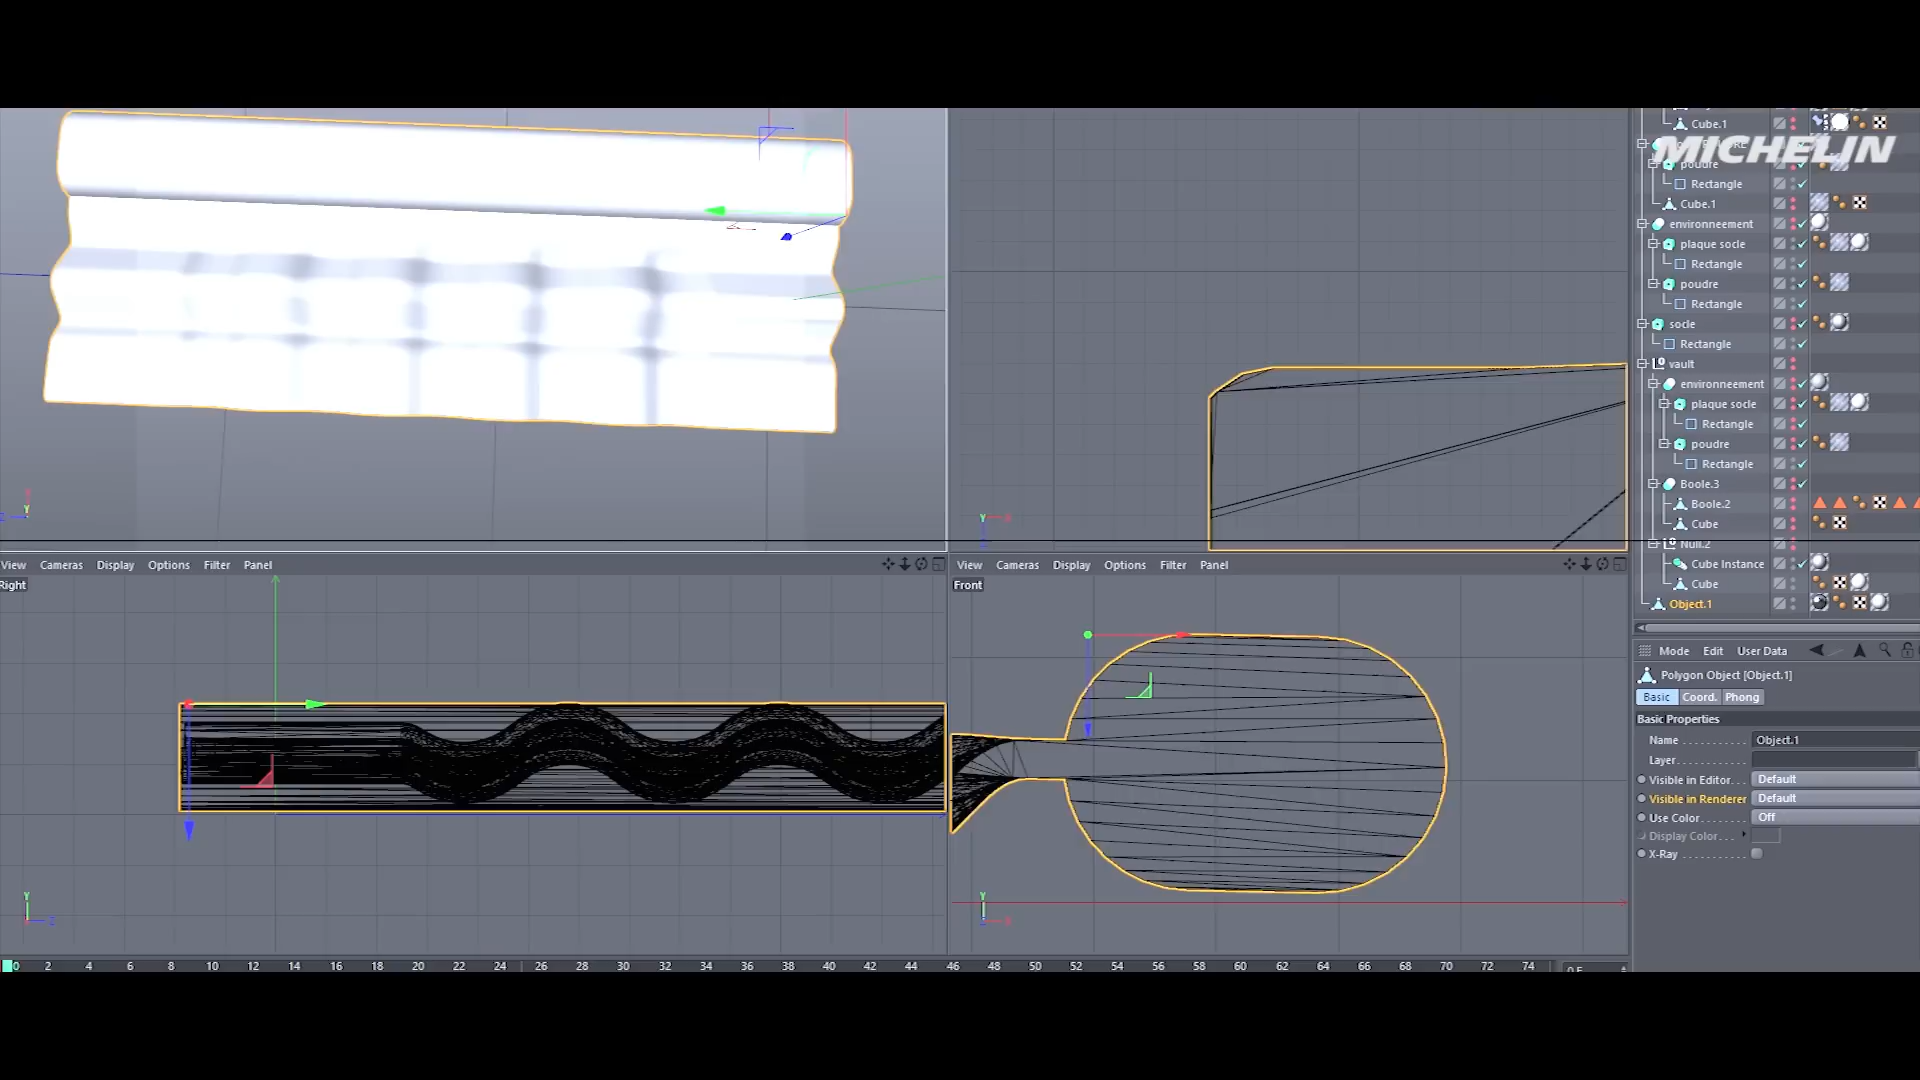 Cube.1
MICHELIN
poudre
Rectangle
Cube.1
environneement
plaque socle
Rectangle
poudre
Rectangle
socle
Rectangle
vault
environneement
plaque socle
Rectangle
poudre
Rectangle
Boole.3
Boole.2
Cube
Null.2
Cube Instance
Cube
Object.1
View Cameras Display Options Filter Panel
Right
View Cameras Display Options Filter Panel
Front
Mode Edit User Data
Polygon Object [Object.1]
Basic Coord. Phong
Basic Properties
Name Object.1
Layer
Visible in Editor Default
Visible in Renderer Default
Use Color Off
Display Color
X-Ray
Y
Y
Y Z
Y X
0 2 4 6 8 10 12 14 16 18 20 22 24 26 28 30 32 34 36 38 40 42 44 46 48 50 52 54 56 58 60 62 64 66 68 70 72 74